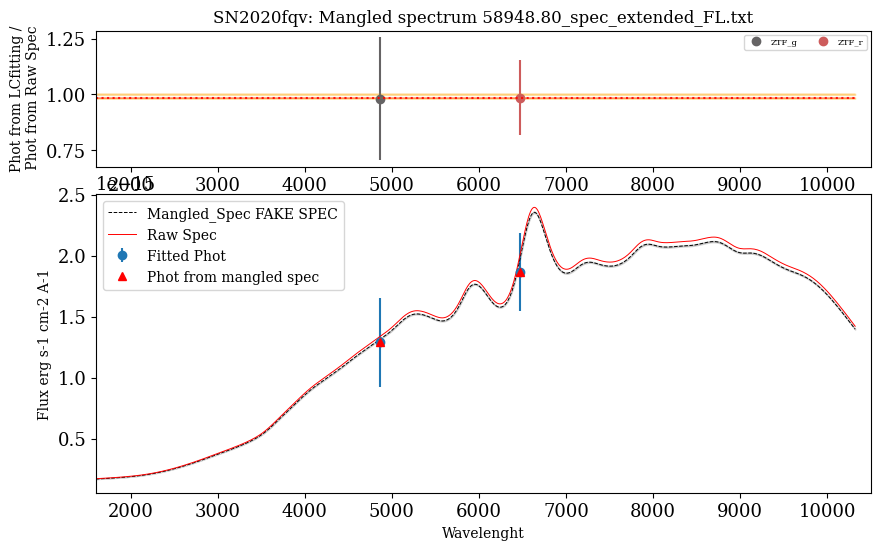 SN2020fqv: Mangled spectrum 58948.80_spec_extended_FL.txt
Phot from LCfitting /
Phot from Raw Spec
1.25
1.00
0.75
ZTF_g
ZTF_r
2000 3000 4000 5000 6000 7000 8000 9000 10000
1e−15
2.5
2.0
1.5
1.0
0.5
Flux erg s-1 cm-2 A-1
Mangled_Spec FAKE SPEC
Raw Spec
Fitted Phot
Phot from mangled spec
2000 3000 4000 5000 6000 7000 8000 9000 10000
Wavelenght